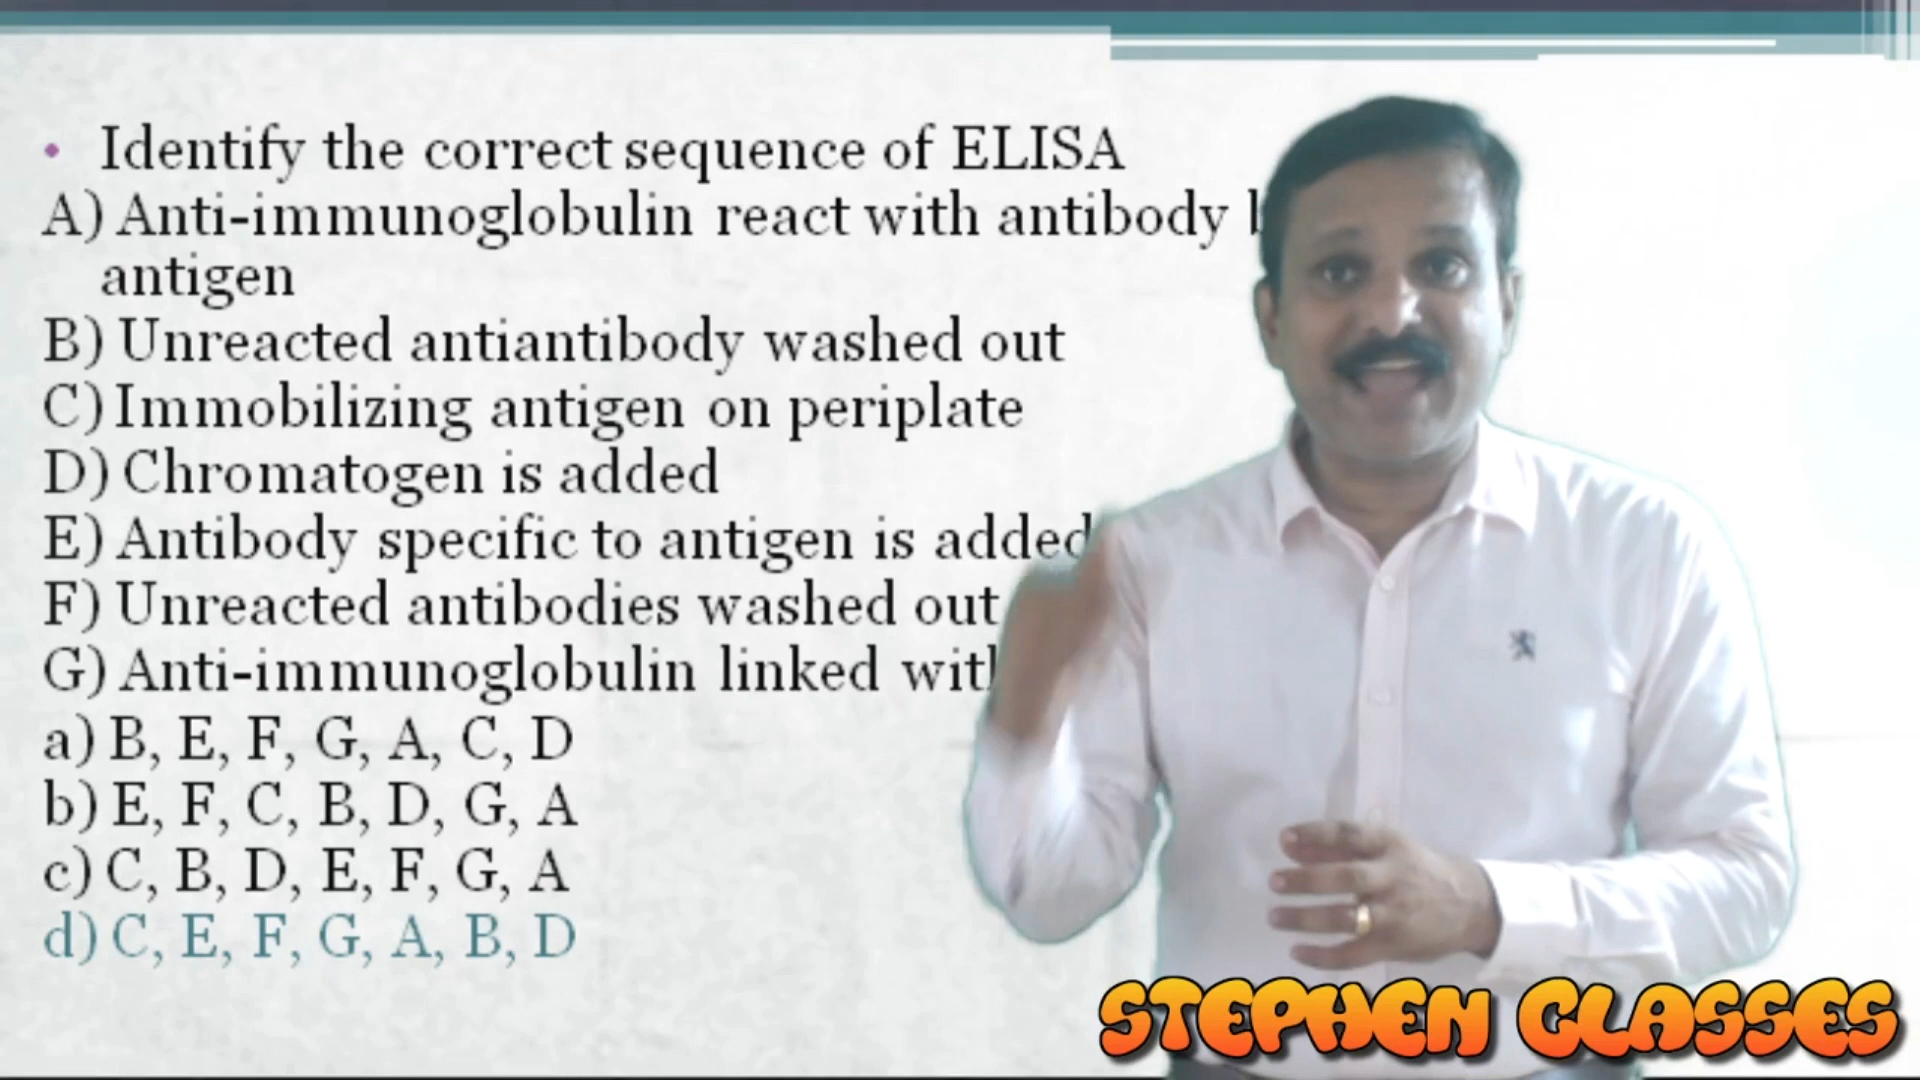 • Identify the correct sequence of ELISA
A) Anti-immunoglobulin react with antibody
antigen
B) Unreacted antiantibody washed out
C) Immobilizing antigen on periplate
D) Chromatogen is added
E) Antibody specific to antigen is added
F) Unreacted antibodies washed out
G) Anti-immunoglobulin linked
a) B, E, F, G, A, C, D
b) E, F, C, B, D, G, A
c) C, B, D, E, F, G, A
d) C, E, F, G, A, B, D
STEPHEN CLASSES